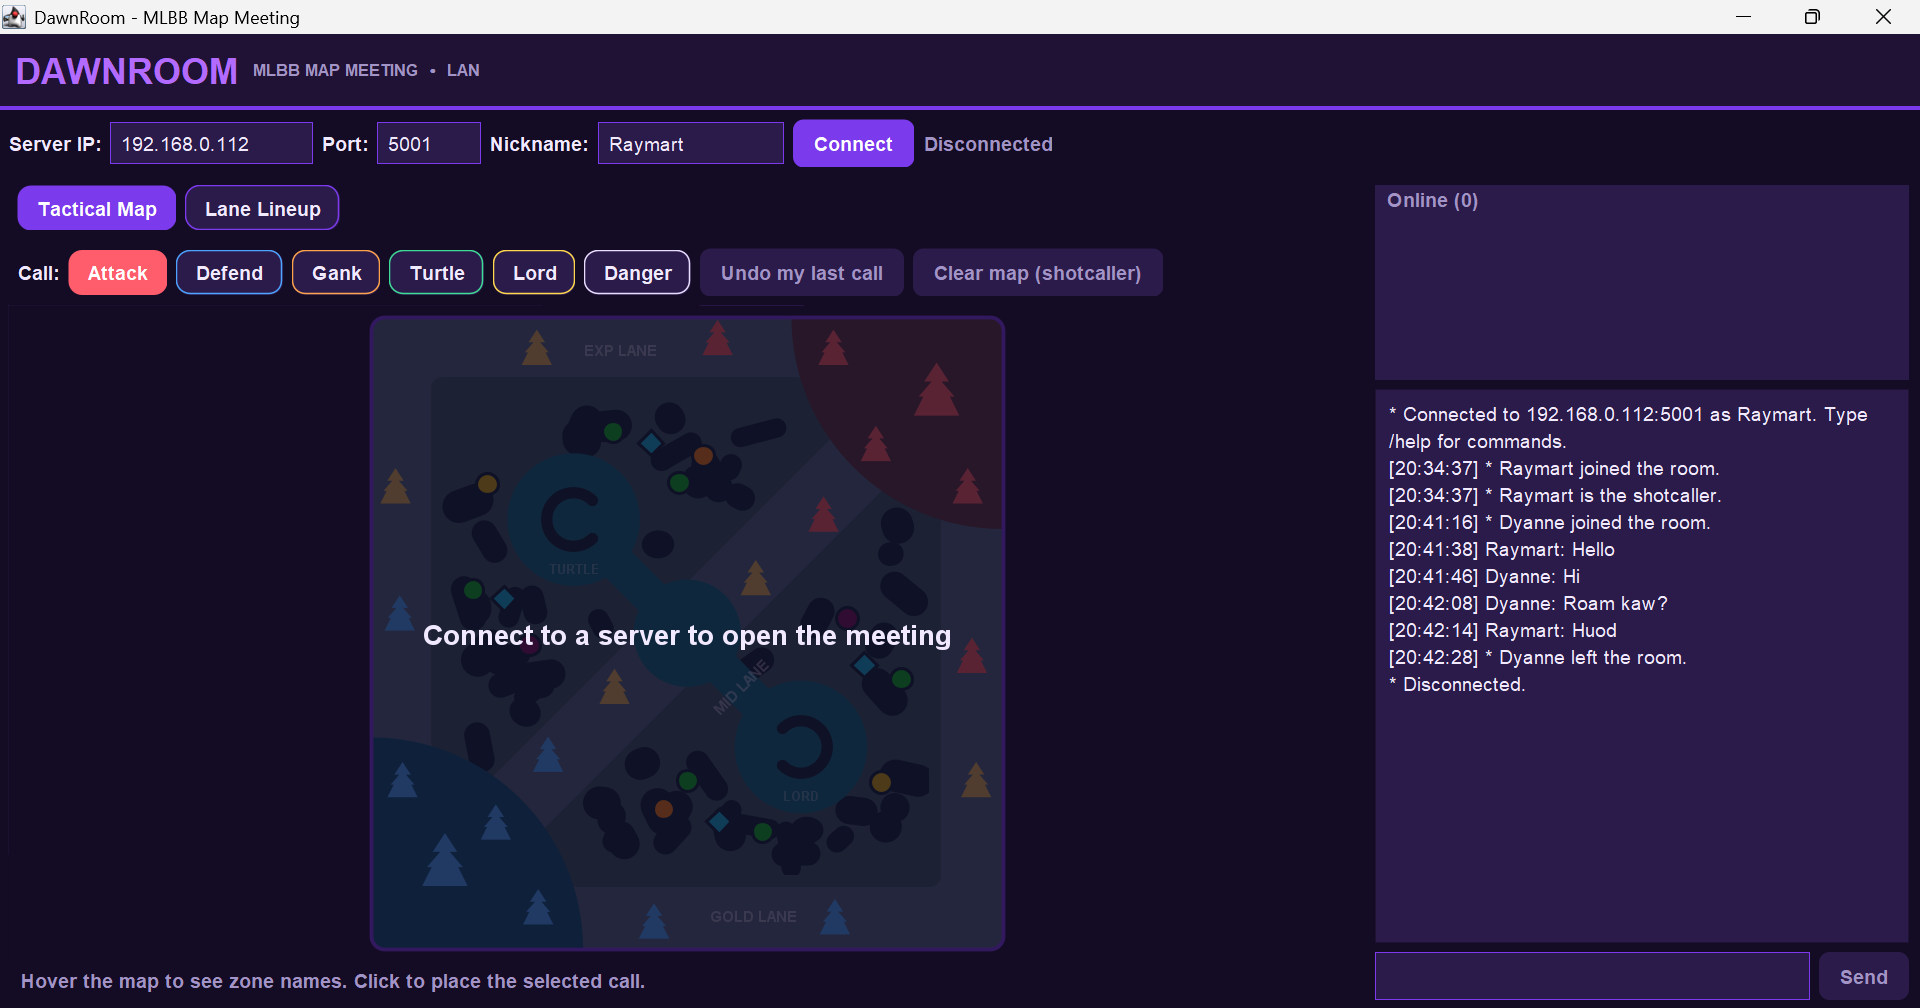 DawnRoom - MLBB Map Meeting
DAWNROOM MLBB MAP MEETING • LAN
Server IP: 192.168.0.112 Port: 5001 Nickname: Raymart Connect Disconnected
Tactical Map Lane Lineup
Call: Attack Defend Gank Turtle Lord Danger Undo my last call Clear map (shotcaller)
EXP LANE
TURTLE
Connect to a server to open the meeting
MID LANE
LORD
GOLD LANE
Hover the map to see zone names. Click to place the selected call.
Online (0)
* Connected to 192.168.0.112:5001 as Raymart. Type
/help for commands.
[20:34:37] * Raymart joined the room.
[20:34:37] * Raymart is the shotcaller.
[20:41:16] * Dyanne joined the room.
[20:41:38] Raymart: Hello
[20:41:46] Dyanne: Hi
[20:42:08] Dyanne: Roam kaw?
[20:42:14] Raymart: Huod
[20:42:28] * Dyanne left the room.
* Disconnected.
Send